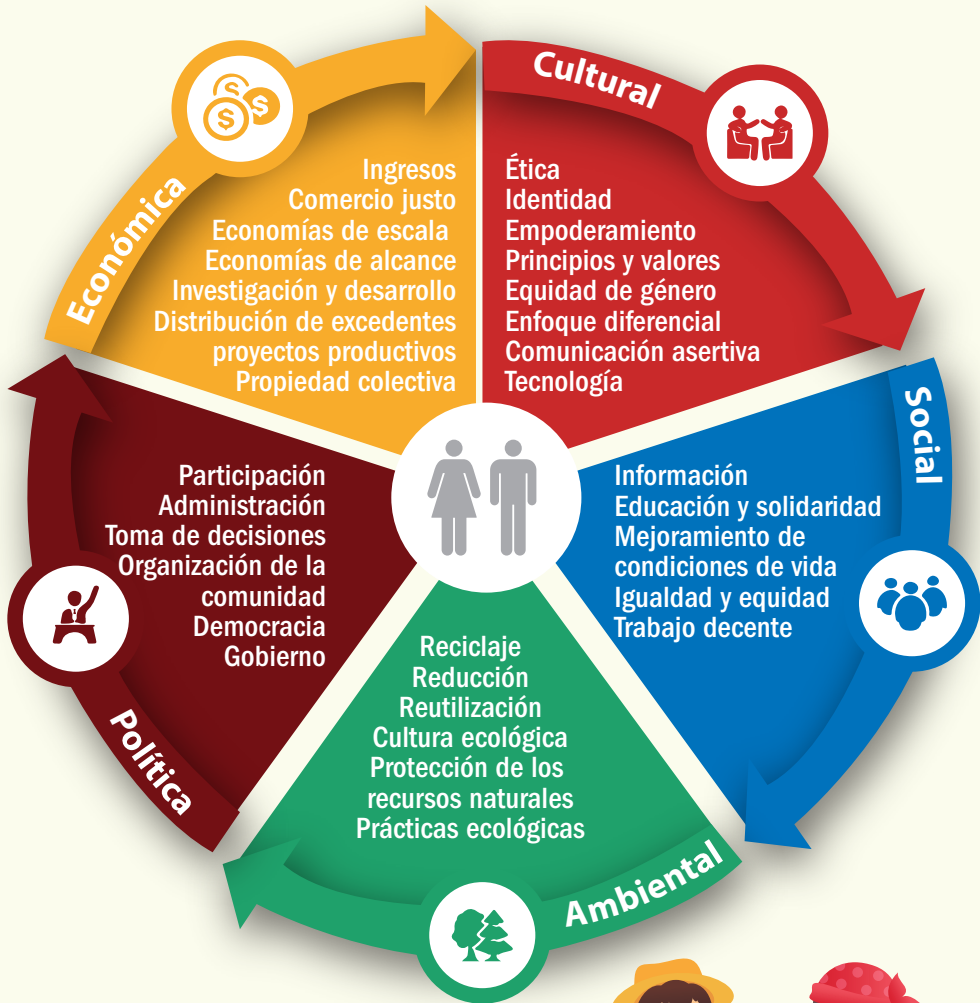 Económica
Ingresos
Comercio justo
Economías de escala
Economías de alcance
Investigación y desarrollo
Distribución de excedentes
proyectos productivos
Propiedad colectiva
Cultural
Ética
Identidad
Empoderamiento
Principios y valores
Equidad de género
Enfoque diferencial
Comunicación asertiva
Tecnología
Social
Información
Educación y solidaridad
Mejoramiento de
condiciones de vida
Igualdad y equidad
Trabajo decente
Ambiental
Reciclaje
Reducción
Reutilización
Cultura ecológica
Protección de los
recursos naturales
Prácticas ecológicas
Política
Participación
Administración
Toma de decisiones
Organización de la
comunidad
Democracia
Gobierno
$
$
$